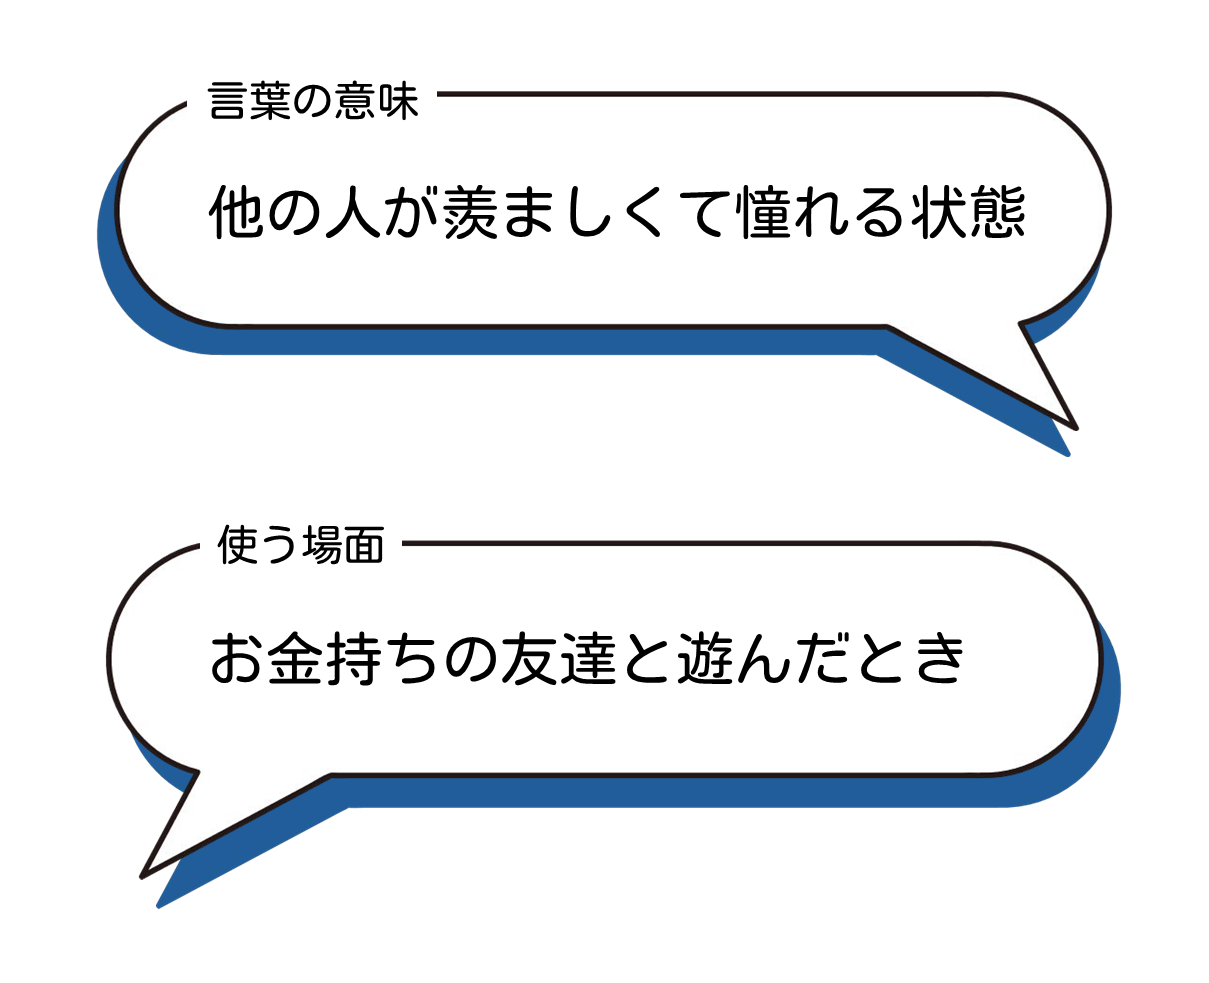 言葉の意味
他の人が羨ましくて憧れる状態
使う場面
お金持ちの友達と遊んだとき